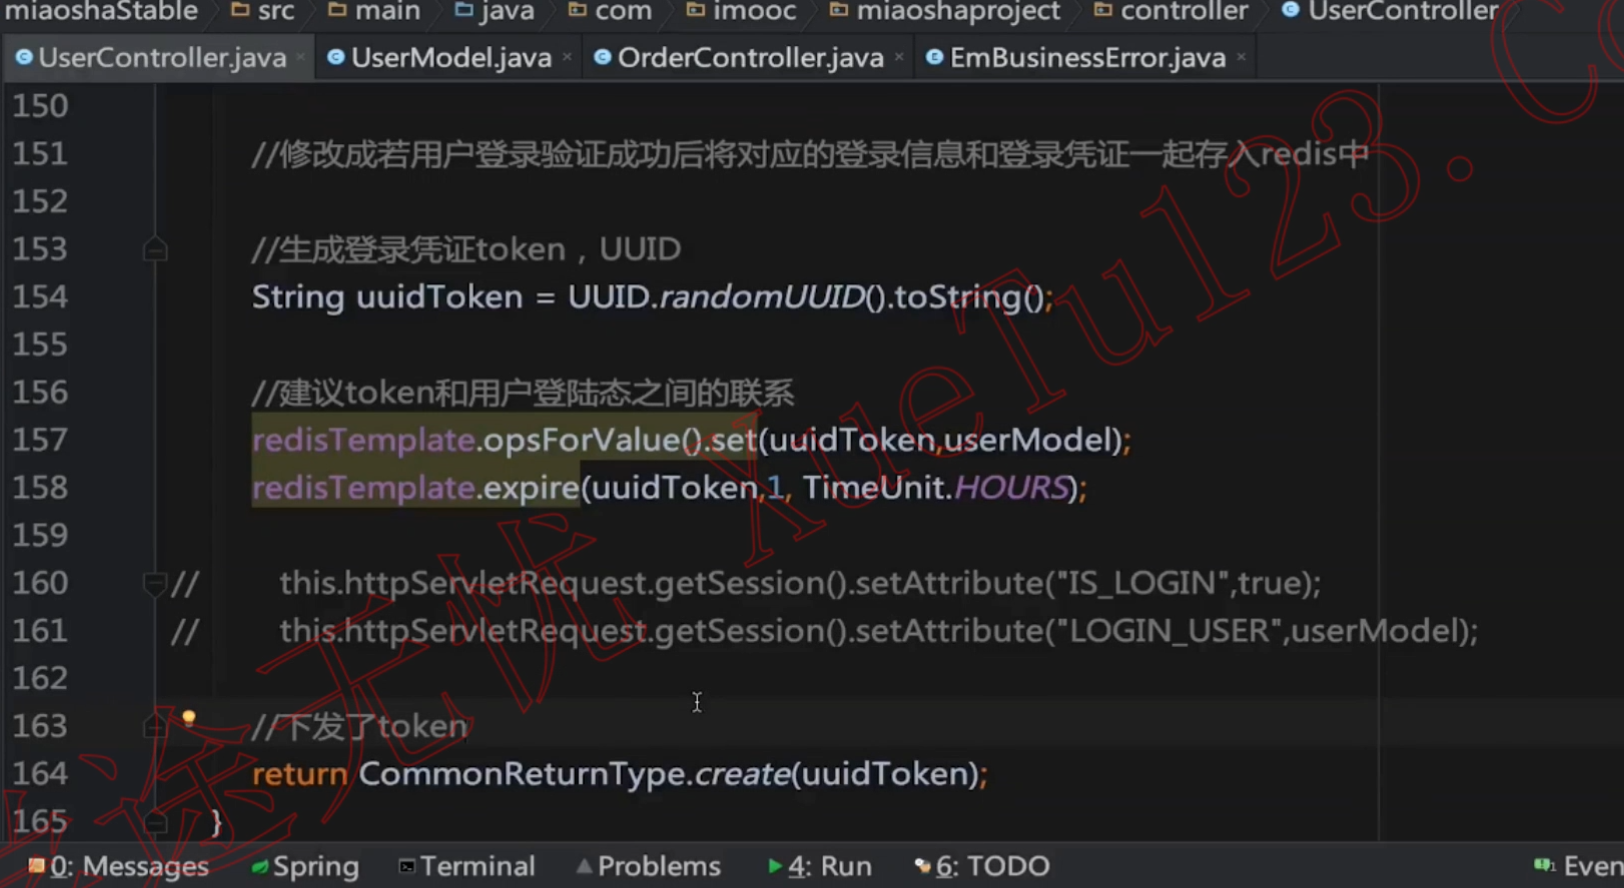 miaoshaStable src main java com imooc miaoshaproject controller UserController
UserController.java UserModel.java OrderController.java EmBusinessError.java
150
151 //修改成若用户登录验证成功后将对应的登录信息和登录凭证一起存入redis中
152
153 //生成登录凭证token，UUID
154 String uuidToken = UUID.randomUUID().toString();
155
156 //建议token和用户登陆态之间的联系
157 redisTemplate.opsForValue().set(uuidToken,userModel);
158 redisTemplate.expire(uuidToken,1, TimeUnit.HOURS);
159
160 // this.httpServletRequest.getSession().setAttribute("IS_LOGIN",true);
161 // this.httpServletRequest.getSession().setAttribute("LOGIN_USER",userModel);
162
163 //下发了token
164 return CommonReturnType.create(uuidToken);
165 }
0: Messages Spring Terminal Problems 4: Run 6: TODO 1 Even
途无忧 XueTu123. Co